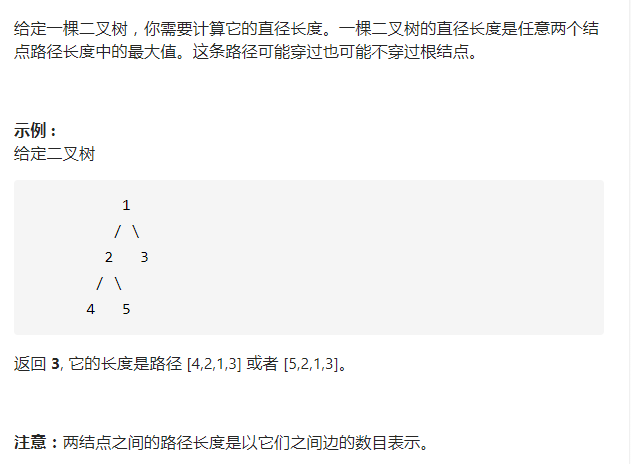 给定一棵二叉树，你需要计算它的直径长度。一棵二叉树的直径长度是任意两个结
点路径长度中的最大值。这条路径可能穿过也可能不穿过根结点。
示例：
给定二叉树
1
/ \
2 3
/ \
4 5
返回 3, 它的长度是路径 [4,2,1,3] 或者 [5,2,1,3]。
注意：两结点之间的路径长度是以它们之间边的数目表示。